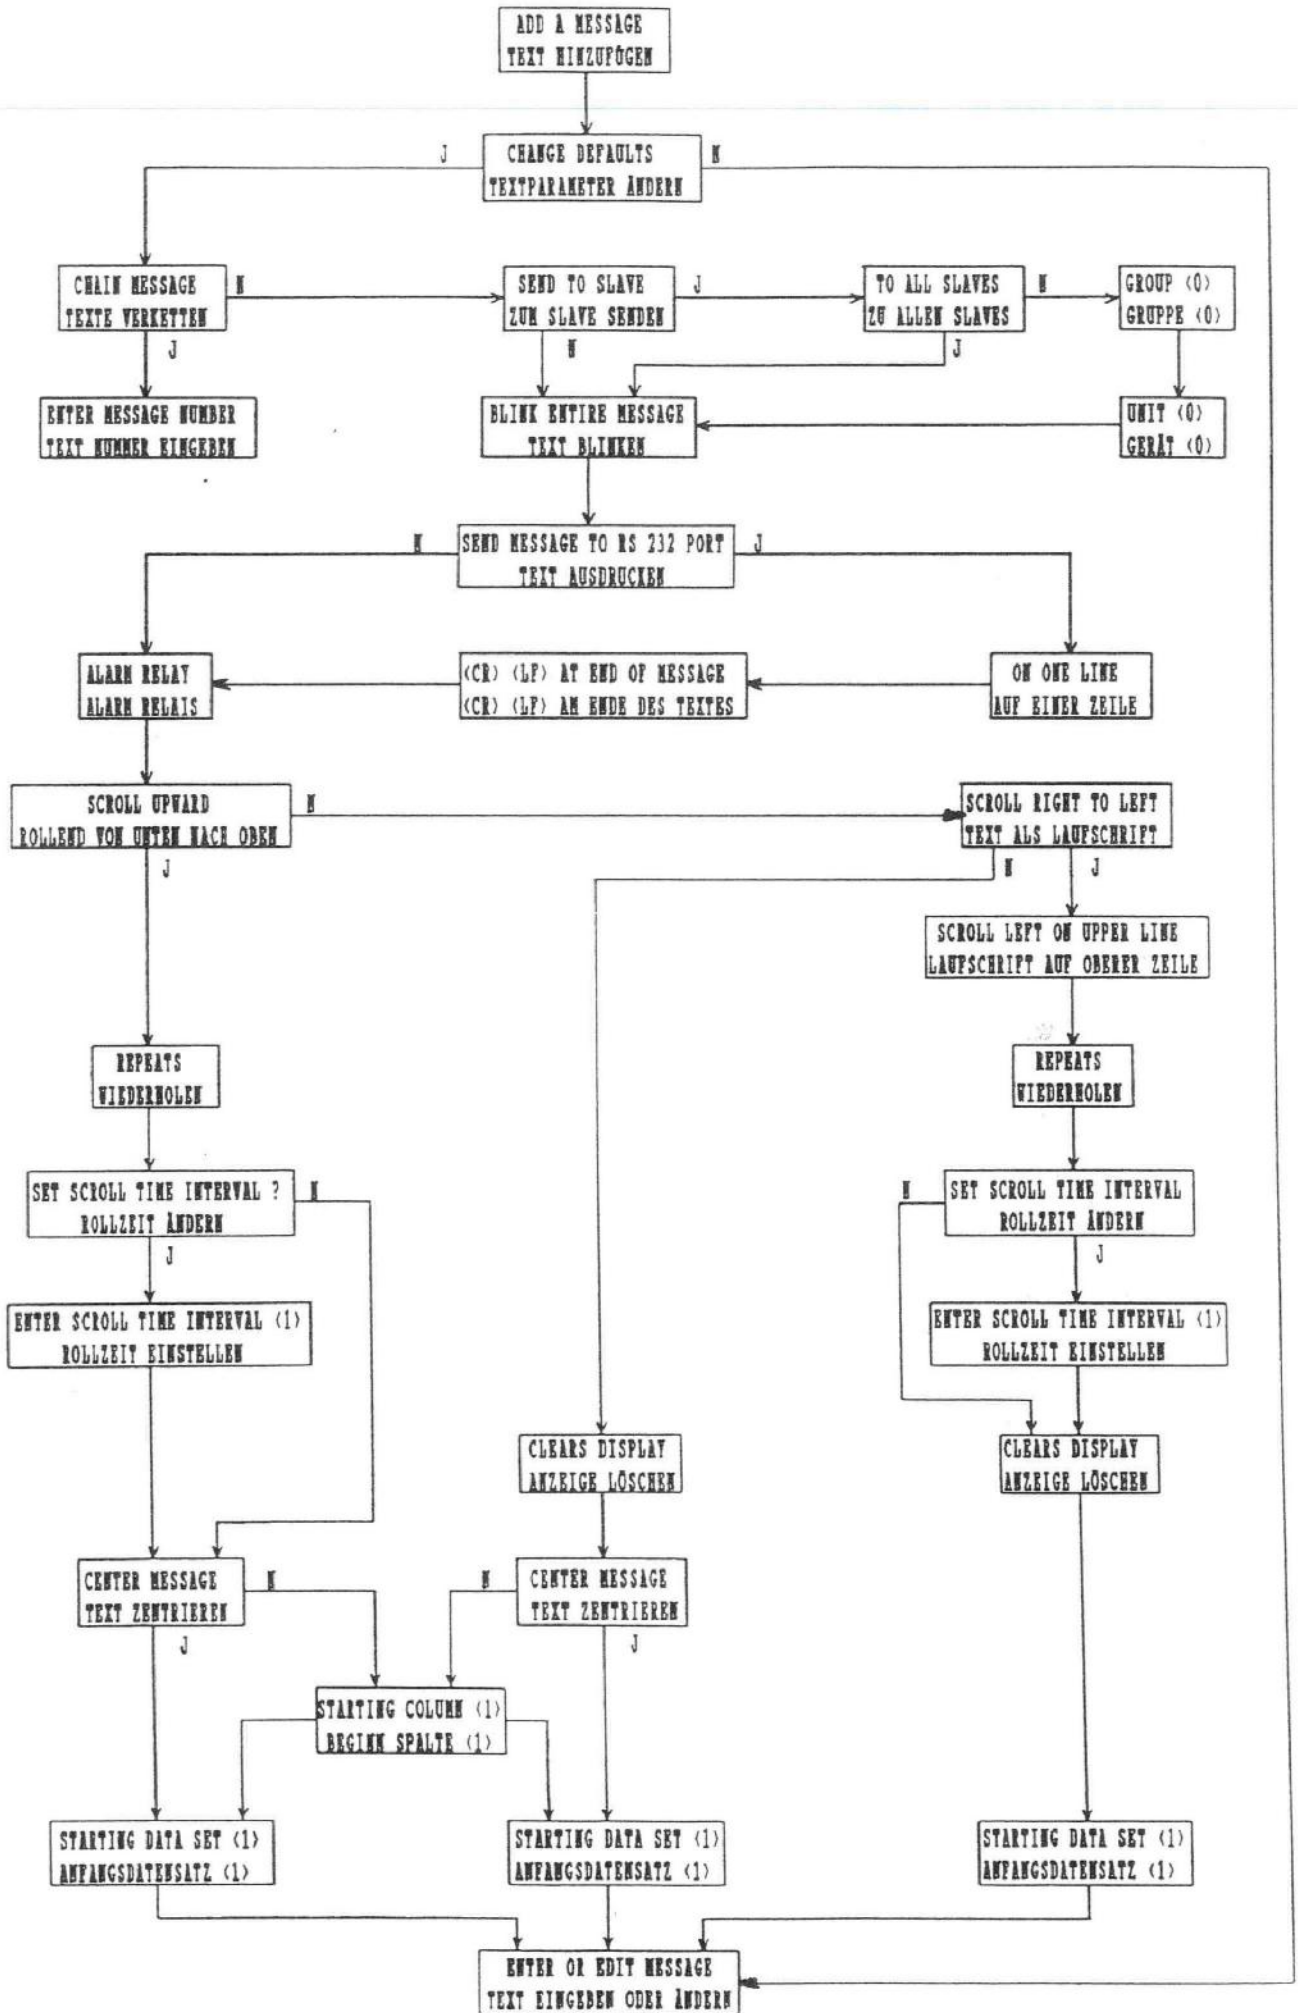 ADD A MESSAGE
TEXT HINZUFÜGEN
J
CHANGE DEFAULTS
TEXTPARAMETER ÄNDERN
N
CHAIN MESSAGE
TEXTE VERKETTEN
N
SEND TO SLAVE
ZUM SLAVE SENDEN
J
TO ALL SLAVES
ZU ALLEN SLAVES
N
GROUP <0>
GRUPPE <0>
J
N
J
ENTER MESSAGE NUMBER
TEXT NUMMER EINGEBEN
BLINK ENTIRE MESSAGE
TEXT BLINKEN
UNIT <0>
GERÄT <0>
N
SEND MESSAGE TO RS 232 PORT
TEXT AUSDRUCKEN
J
ALARM RELAY
ALARM RELAIS
<CR> <LF> AT END OF MESSAGE
<CR> <LF> AM ENDE DES TEXTES
ON ONE LINE
AUF EINER ZEILE
SCROLL UPWARD
ROLLEND VON UNTEN NACH OBEN
N
SCROLL RIGHT TO LEFT
TEXT ALS LAUFSCHRIFT
J
N
J
SCROLL LEFT ON UPPER LINE
LAUFSCHRIFT AUF OBERER ZEILE
REPEATS
WIEDERHOLEN
REPEATS
WIEDERHOLEN
SET SCROLL TIME INTERVAL ?
ROLLZEIT ÄNDERN
N
N
SET SCROLL TIME INTERVAL
ROLLZEIT ÄNDERN
J
J
ENTER SCROLL TIME INTERVAL <1>
ROLLZEIT EINSTELLEN
ENTER SCROLL TIME INTERVAL <1>
ROLLZEIT EINSTELLEN
CLEARS DISPLAY
ANZEIGE LÖSCHEN
CLEARS DISPLAY
ANZEIGE LÖSCHEN
CENTER MESSAGE
TEXT ZENTRIEREN
N
N
CENTER MESSAGE
TEXT ZENTRIEREN
J
J
STARTING COLUMN <1>
BEGINN SPALTE <1>
STARTING DATA SET <1>
ANFANGSDATENSATZ <1>
STARTING DATA SET <1>
ANFANGSDATENSATZ <1>
STARTING DATA SET <1>
ANFANGSDATENSATZ <1>
ENTER OR EDIT MESSAGE
TEXT EINGEBEN ODER ÄNDERN